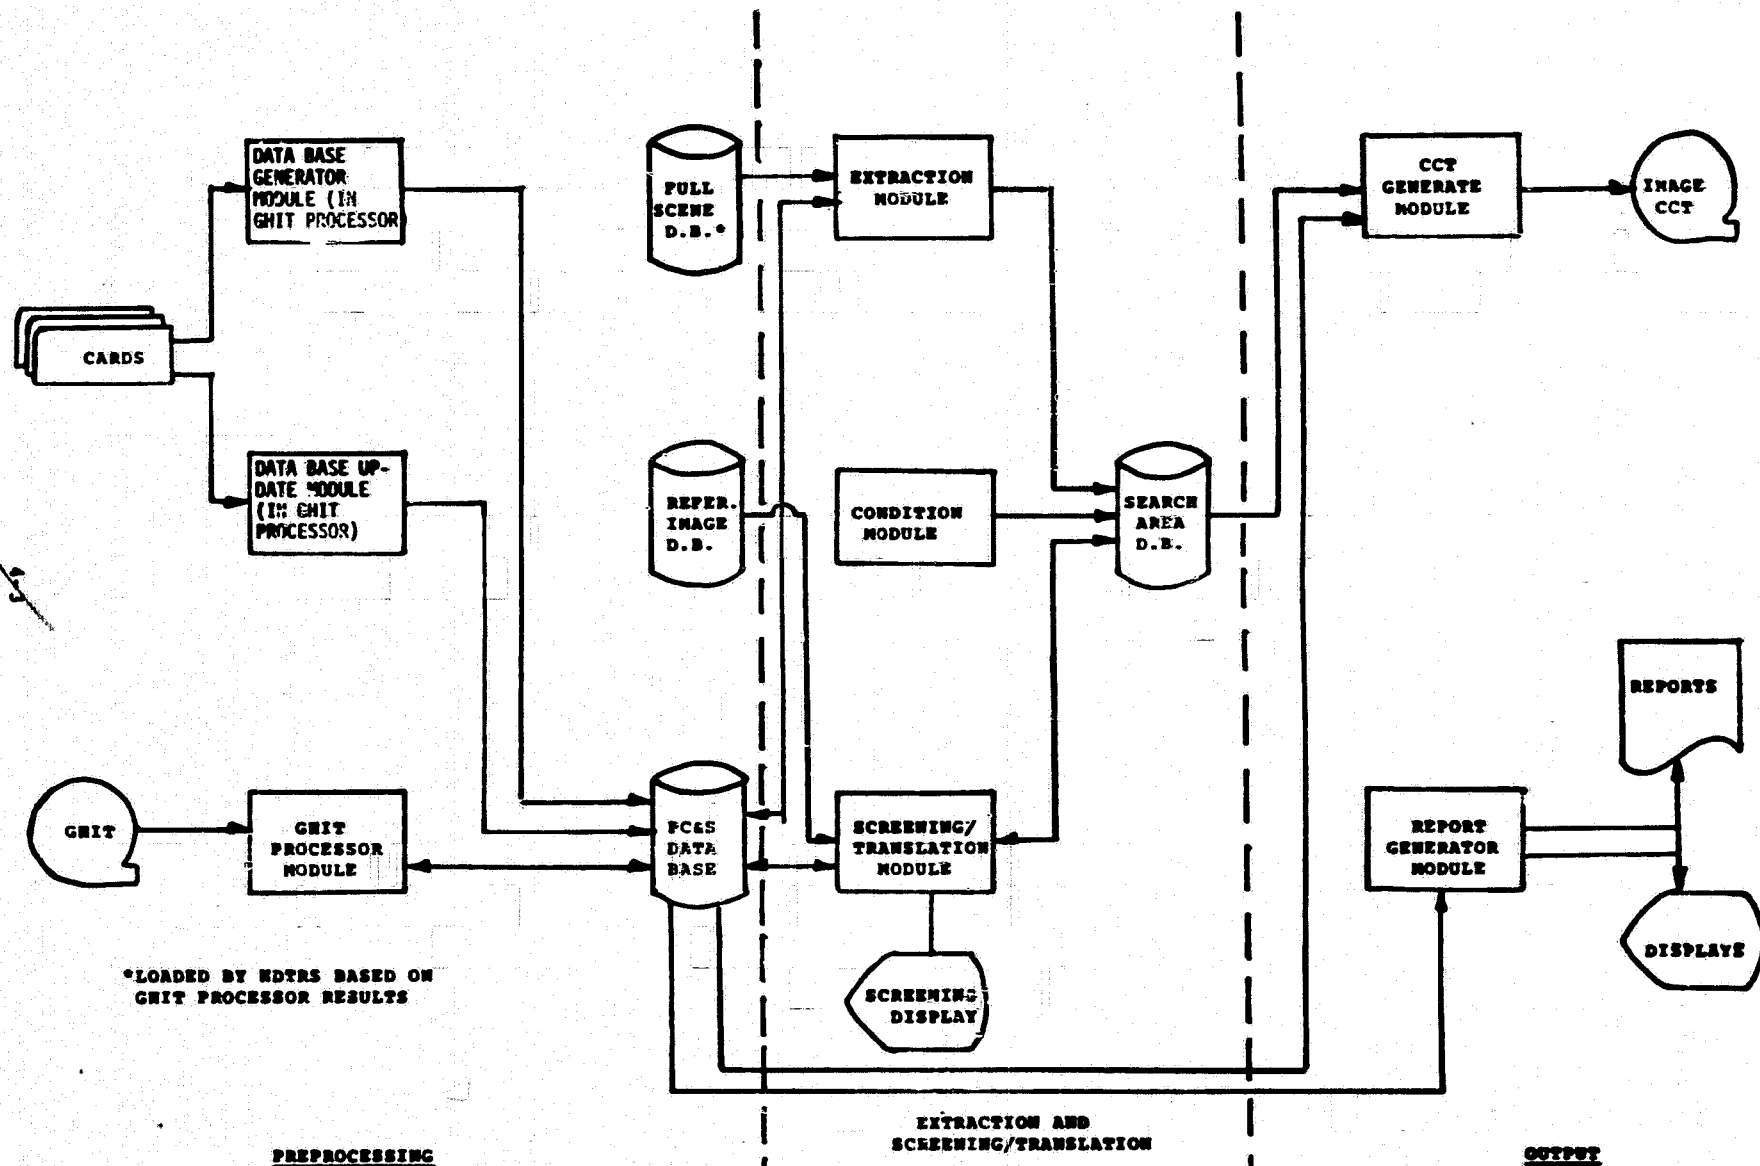 DATA BASE
GENERATOR
MODULE (IN
GHIT PROCESSOR)
CARDS
DATA BASE UP-
DATE MODULE
(IN GHIT
PROCESSOR)
4-3
GHIT
GHIT
PROCESSOR
MODULE
*LOADED BY NDTRS BASED ON
GHIT PROCESSOR RESULTS
PREPROCESSING
FULL
SCENE
D.B.*
REFER.
IMAGE
D.B.
PC&S
DATA
BASE
EXTRACTION
MODULE
CONDITION
MODULE
SCREENING/
TRANSLATION
MODULE
SCREENING
DISPLAY
SEARCH
AREA
D.B.
EXTRACTION AND
SCREENING/TRANSLATION
CCT
GENERATE
MODULE
IMAGE
CCT
REPORTS
REPORT
GENERATOR
MODULE
DISPLAYS
OUTPUT